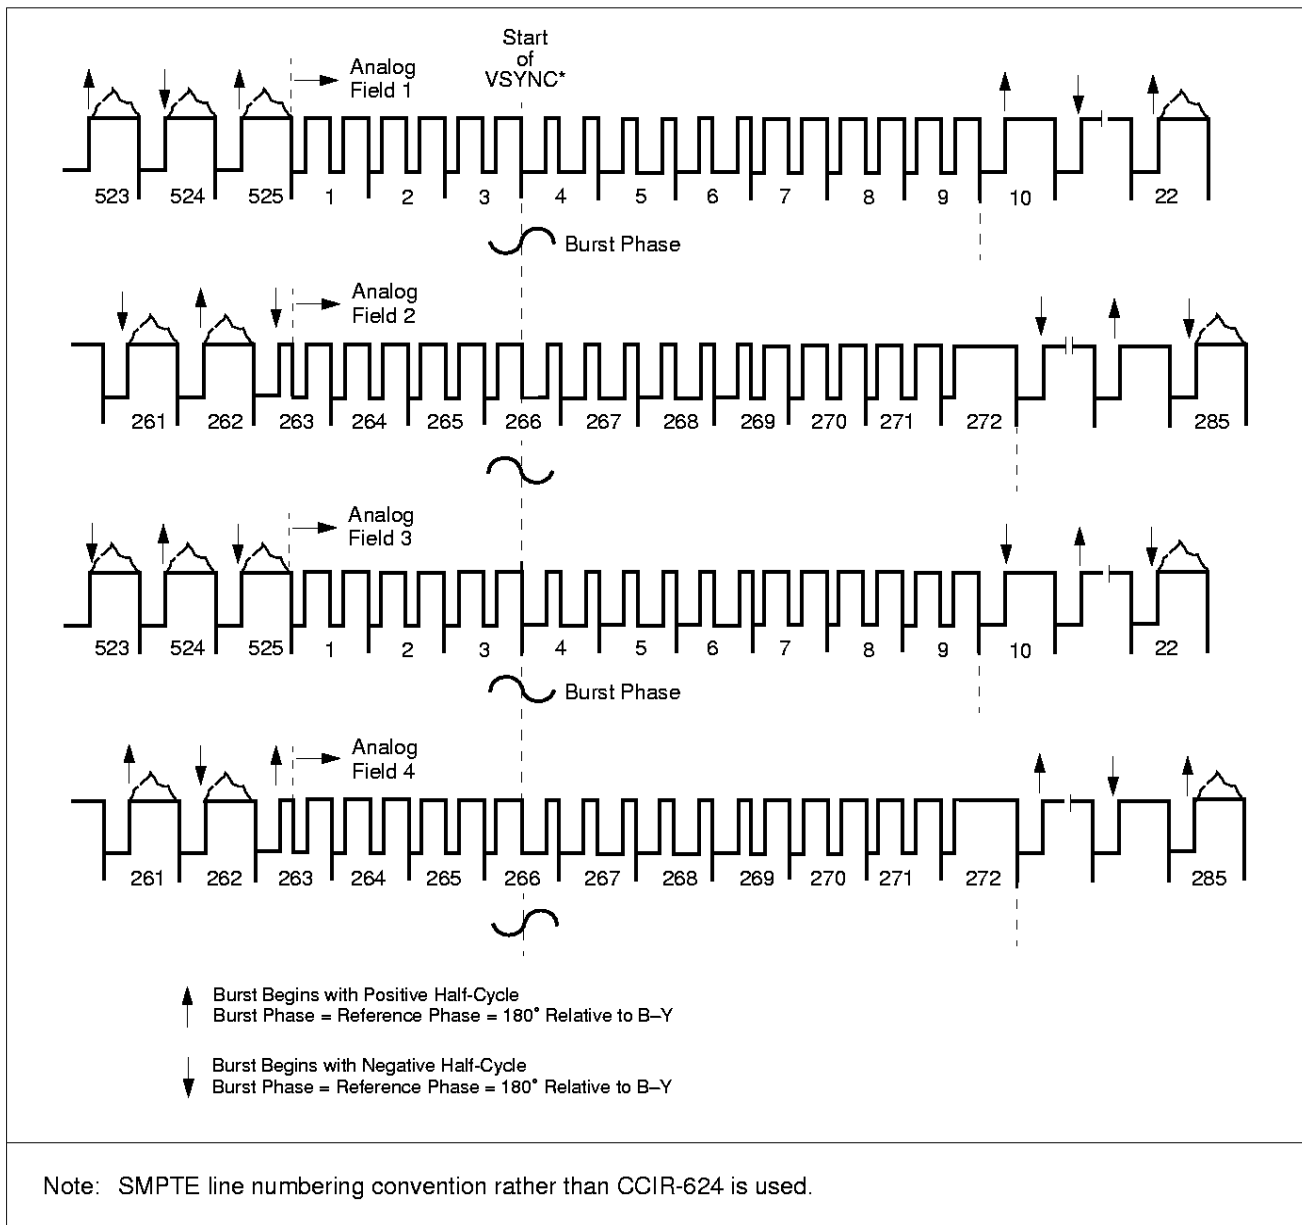 Start
of
VSYNC*
Analog
Field 1
523 524 525 1 2 3 4 5 6 7 8 9 10 22
Burst Phase
Analog
Field 2
261 262 263 264 265 266 267 268 269 270 271 272 285
Analog
Field 3
523 524 525 1 2 3 4 5 6 7 8 9 10 22
Burst Phase
Analog
Field 4
261 262 263 264 265 266 267 268 269 270 271 272 285
Burst Begins with Positive Half-Cycle
Burst Phase = Reference Phase = 180° Relative to B–Y
Burst Begins with Negative Half-Cycle
Burst Phase = Reference Phase = 180° Relative to B–Y
Note: SMPTE line numbering convention rather than CCIR-624 is used.